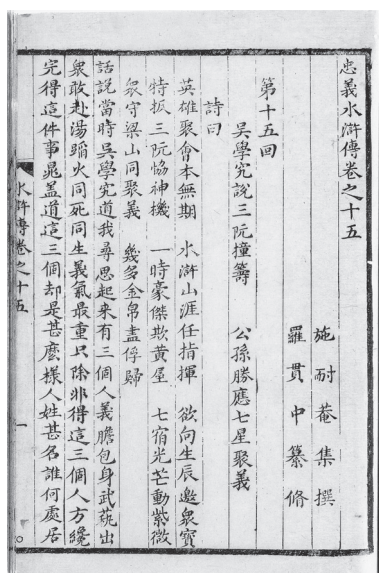 忠義水滸傳卷之十五
施耐菴集撰
羅貫中纂脩
第十五回
吳學究說三阮撞籌 公孫勝應七星聚義
詩曰
英雄聚會本無期 水滸山涯任指揮 欲向生辰邀衆寶
特扳三阮恊神機 一時豪傑欺黃屋 七宿光芒動紫微
衆守梁山同聚義 幾多金帛盡俘歸
話說當時吳學究道我尋思起來有三個人義膽包身武藝出
衆敢赴湯蹈火同死同生義氣最重只除非得這三個人方纔
完得這件事晁盖道這三個却是甚麽樣人姓甚名誰何處居
水滸傳卷之十五
一